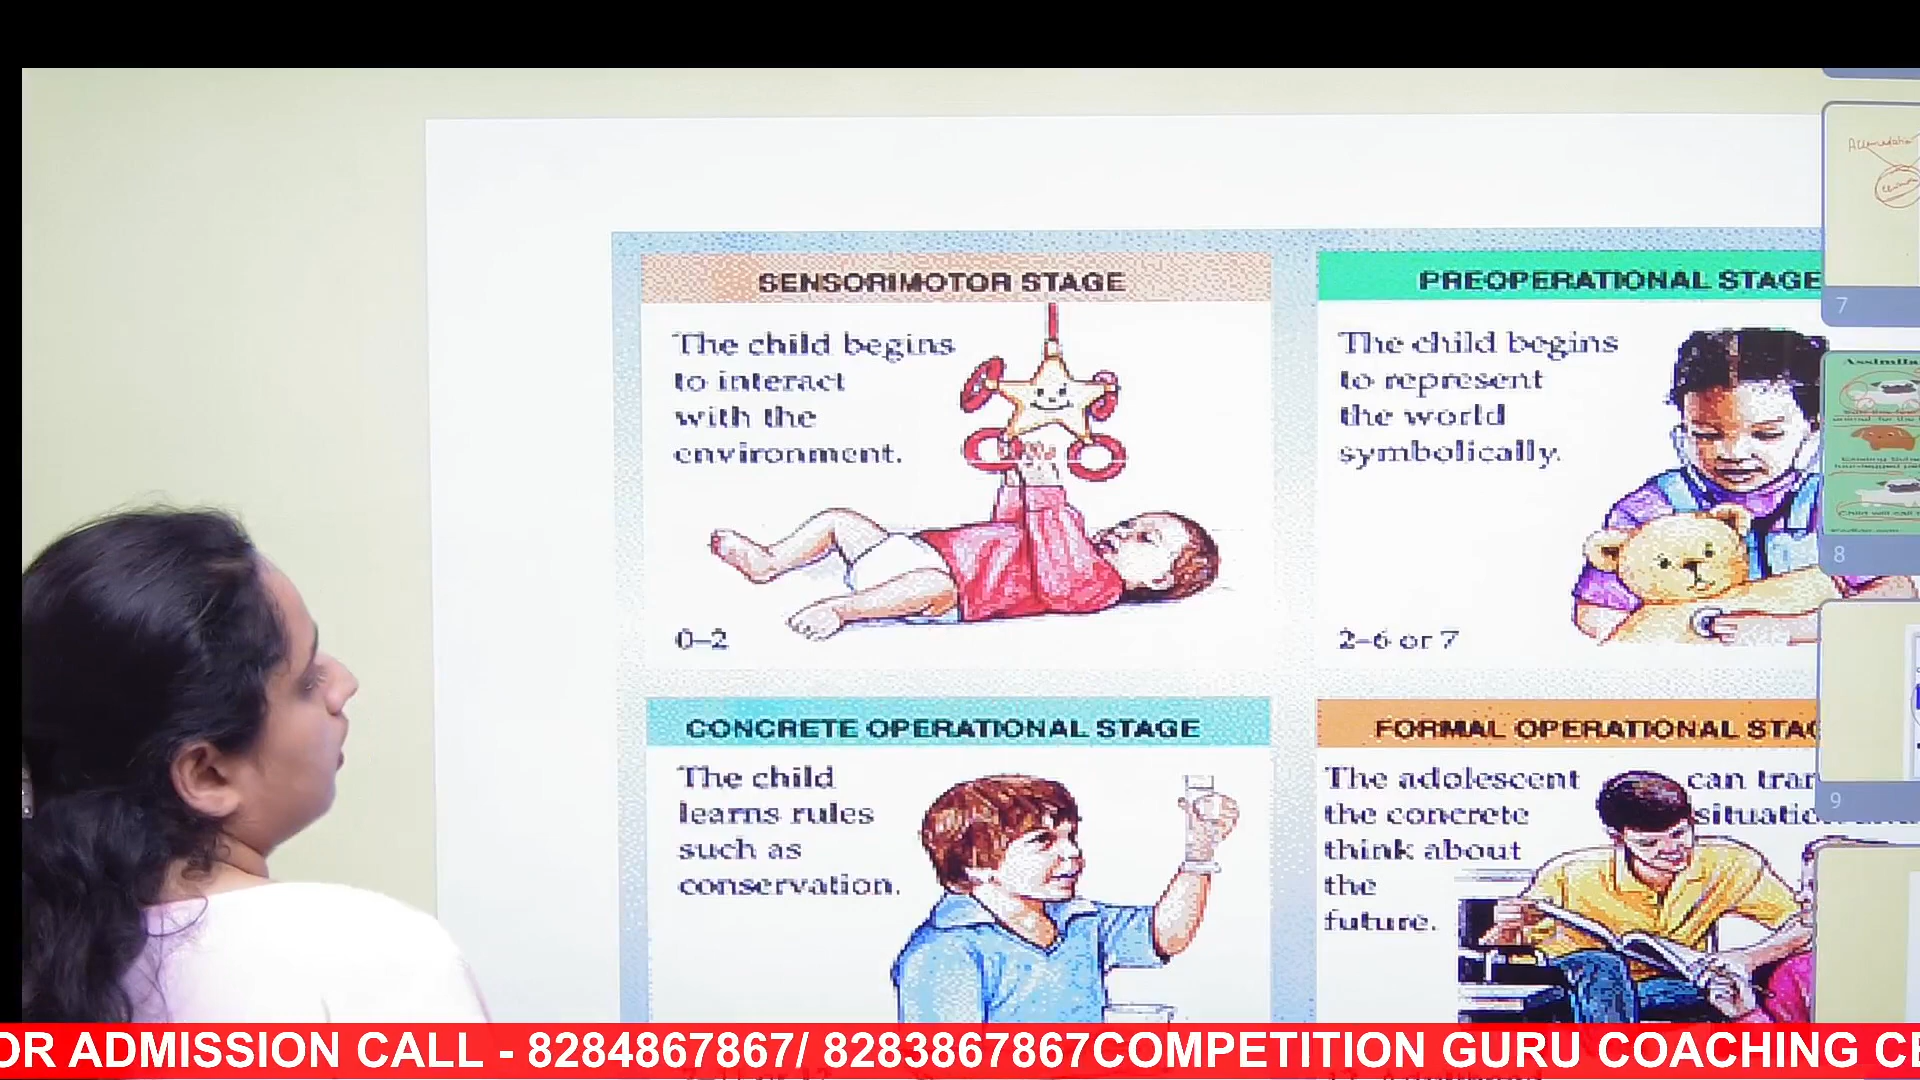 SENSORIMOTOR STAGE
The child begins
to interact
with the
environment.
0–2
PREOPERATIONAL STAGE
The child begins
to represent
the world
symbolically.
2–6 or 7
CONCRETE OPERATIONAL STAGE
The child
learns rules
such as
conservation.
FORMAL OPERATIONAL
The adolescent can
the concrete
think about
the
future.
7
8
9
OR ADMISSION CALL - 8284867867/ 8283867867COMPETITION GURU COACHING CE